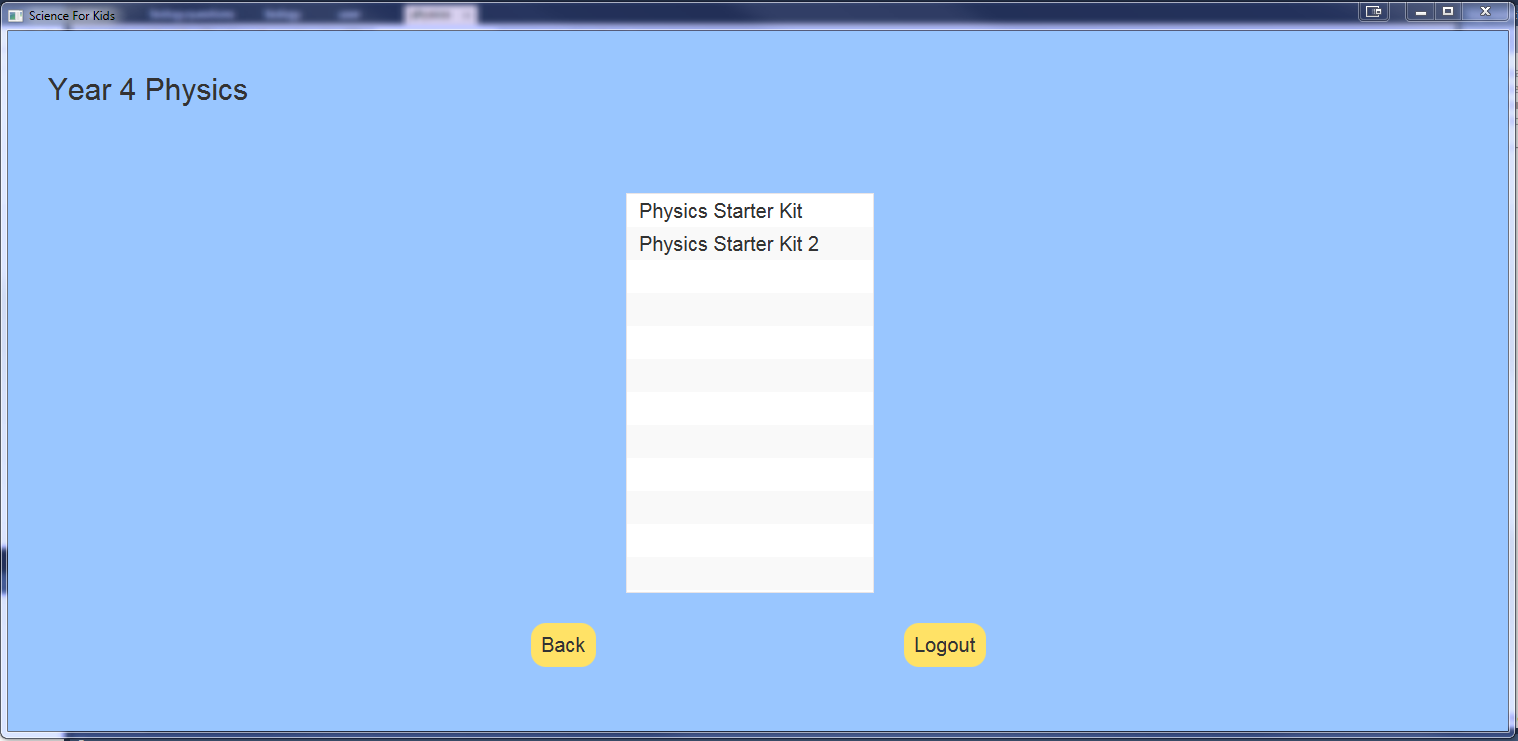 Science For Kids
Year 4 Physics
Physics Starter Kit
Physics Starter Kit 2
Back
Logout